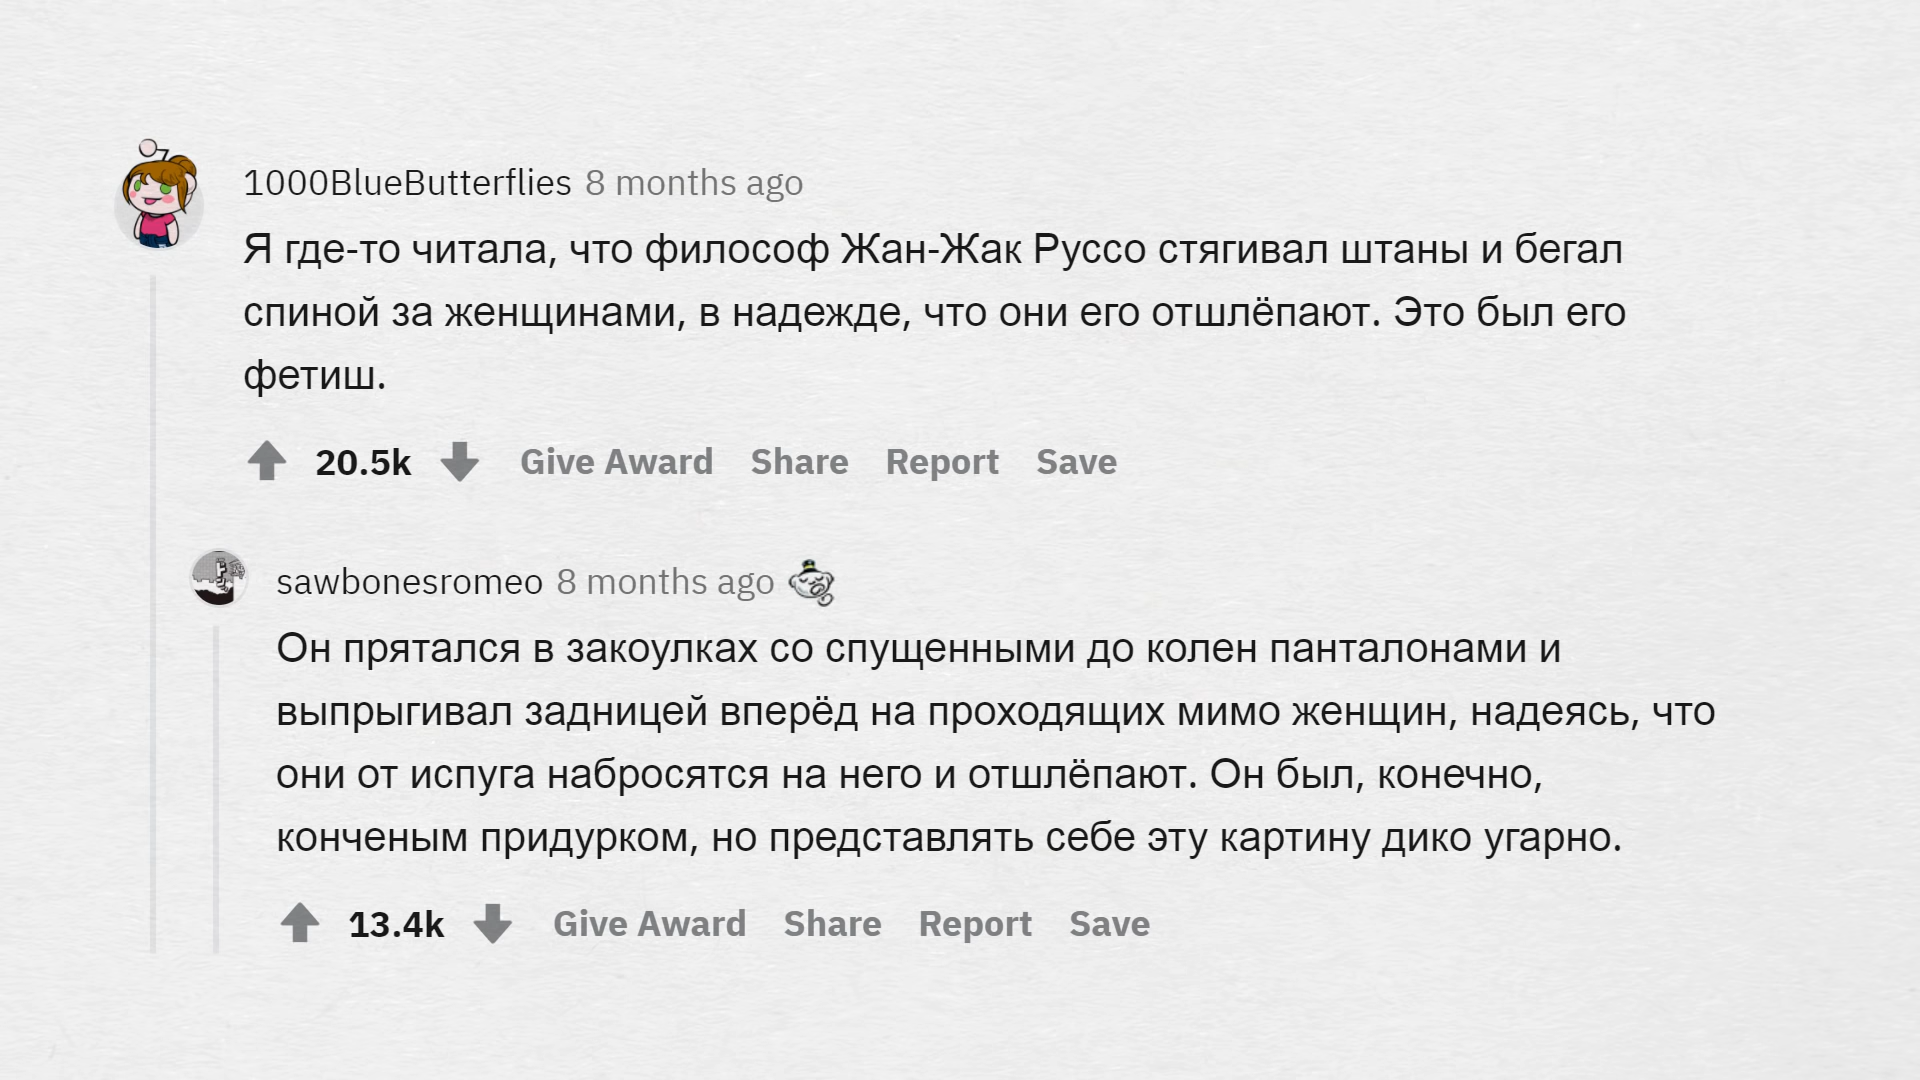 1000BlueButterflies 8 months ago
Я где-то читала, что философ Жан-Жак Руссо стягивал штаны и бегал
спиной за женщинами, в надежде, что они его отшлёпают. Это был его
фетиш.
20.5k Give Award Share Report Save
sawbonesromeo 8 months ago
Он прятался в закоулках со спущенными до колен панталонами и
выпрыгивал задницей вперёд на проходящих мимо женщин, надеясь, что
они от испуга набросятся на него и отшлёпают. Он был, конечно,
конченым придурком, но представлять себе эту картину дико угарно.
13.4k Give Award Share Report Save